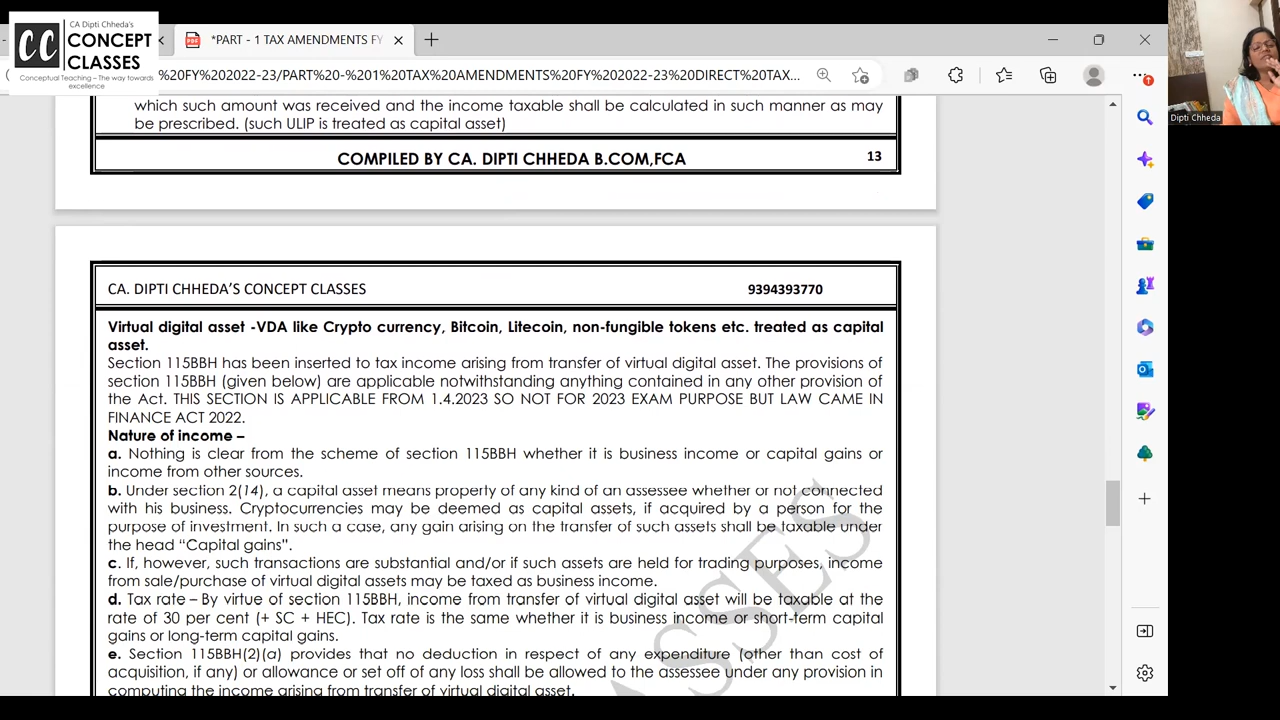 CA Dipti Chheda's
CC CONCEPT
CLASSES
Conceptual Teaching – The way towards
excellence
*PART - 1 TAX AMENDMENTS FY
%20FY%202022-23/PART%20-%201%20TAX%20AMENDMENTS%20FY%202022-23%20DIRECT%20TAX...
Dipti Chheda
which such amount was received and the income taxable shall be calculated in such manner as may
be prescribed. (such ULIP is treated as capital asset)
COMPILED BY CA. DIPTI CHHEDA B.COM,FCA 13
CA. DIPTI CHHEDA'S CONCEPT CLASSES 9394393770
Virtual digital asset -VDA like Crypto currency, Bitcoin, Litecoin, non-fungible tokens etc. treated as capital
asset.
Section 115BBH has been inserted to tax income arising from transfer of virtual digital asset. The provisions of
section 115BBH (given below) are applicable notwithstanding anything contained in any other provision of
the Act. THIS SECTION IS APPLICABLE FROM 1.4.2023 SO NOT FOR 2023 EXAM PURPOSE BUT LAW CAME IN
FINANCE ACT 2022.
Nature of income –
a. Nothing is clear from the scheme of section 115BBH whether it is business income or capital gains or
income from other sources.
b. Under section 2(14), a capital asset means property of any kind of an assessee whether or not connected
with his business. Cryptocurrencies may be deemed as capital assets, if acquired by a person for the
purpose of investment. In such a case, any gain arising on the transfer of such assets shall be taxable under
the head "Capital gains".
c. If, however, such transactions are substantial and/or if such assets are held for trading purposes, income
from sale/purchase of virtual digital assets may be taxed as business income.
d. Tax rate – By virtue of section 115BBH, income from transfer of virtual digital asset will be taxable at the
rate of 30 per cent (+ SC + HEC). Tax rate is the same whether it is business income or short-term capital
gains or long-term capital gains.
e. Section 115BBH(2)(a) provides that no deduction in respect of any expenditure (other than cost of
acquisition, if any) or allowance or set off of any loss shall be allowed to the assessee under any provision in
computing the income arising from transfer of virtual digital asset.
ASSES